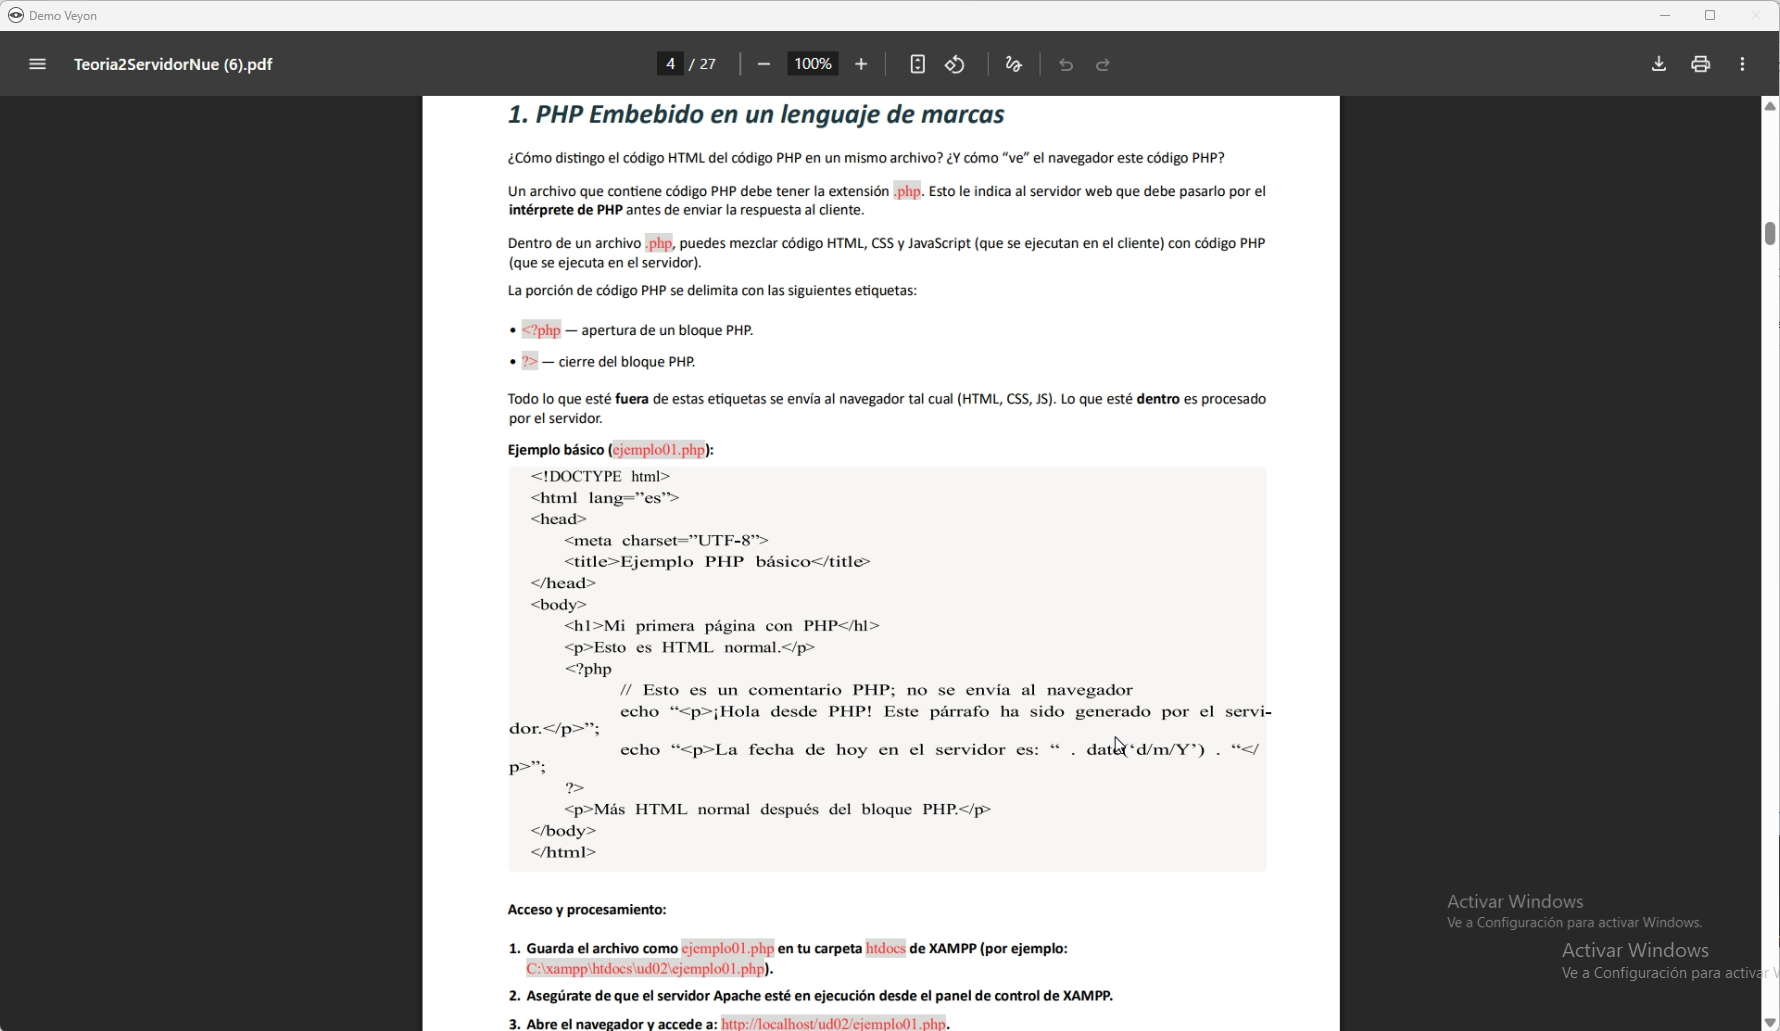 Demo Veyon
Teoria2ServidorNue (6).pdf
4 / 27
100%
1. PHP Embebido en un lenguaje de marcas
¿Cómo distingo el código HTML del código PHP en un mismo archivo? ¿Y cómo “ve” el navegador este código PHP?
Un archivo que contiene código PHP debe tener la extensión .php. Esto le indica al servidor web que debe pasarlo por el
intérprete de PHP antes de enviar la respuesta al cliente.
Dentro de un archivo .php, puedes mezclar código HTML, CSS y JavaScript (que se ejecutan en el cliente) con código PHP
(que se ejecuta en el servidor).
La porción de código PHP se delimita con las siguientes etiquetas:
• <?php — apertura de un bloque PHP.
• ?> — cierre del bloque PHP.
Todo lo que esté fuera de estas etiquetas se envía al navegador tal cual (HTML, CSS, JS). Lo que esté dentro es procesado
por el servidor.
Ejemplo básico (ejemplo01.php):
<!DOCTYPE html>
<html lang=”es”>
<head>
<meta charset=”UTF-8”>
<title>Ejemplo PHP básico</title>
</head>
<body>
<h1>Mi primera página con PHP</h1>
<p>Esto es HTML normal.</p>
<?php
// Esto es un comentario PHP; no se envía al navegador
echo “<p>¡Hola desde PHP! Este párrafo ha sido generado por el servi-
dor.</p>”;
echo “<p>La fecha de hoy en el servidor es: “ . date(‘d/m/Y’) . “</
p>”;
?>
<p>Más HTML normal después del bloque PHP.</p>
</body>
</html>
Acceso y procesamiento:
1. Guarda el archivo como ejemplo01.php en tu carpeta htdocs de XAMPP (por ejemplo:
C:\xampp\htdocs\ud02\ejemplo01.php).
2. Asegúrate de que el servidor Apache esté en ejecución desde el panel de control de XAMPP.
3. Abre el navegador y accede a: http://localhost/ud02/ejemplo01.php.
Activar Windows
Ve a Configuración para activar Windows.
Activar Windows
Ve a Configuración para activar W